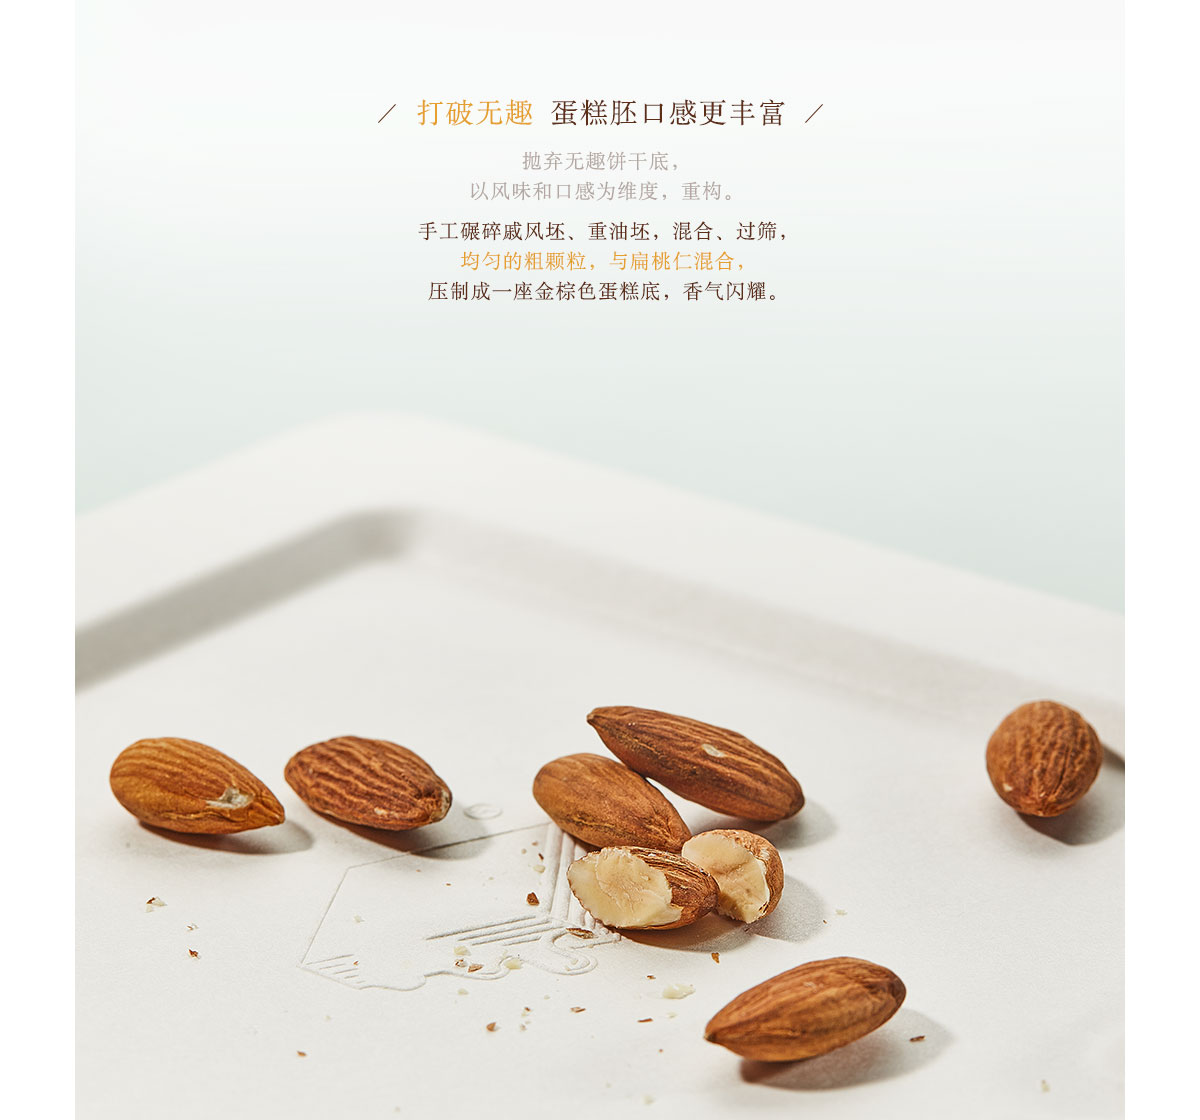 打破无趣 蛋糕胚口感更丰富
抛弃无趣饼干底，
以风味和口感为维度，重构。
手工碾碎戚风坯、重油坯，混合、过筛，
均匀的粗颗粒，与扁桃仁混合，
压制成一座金棕色蛋糕底，香气闪耀。